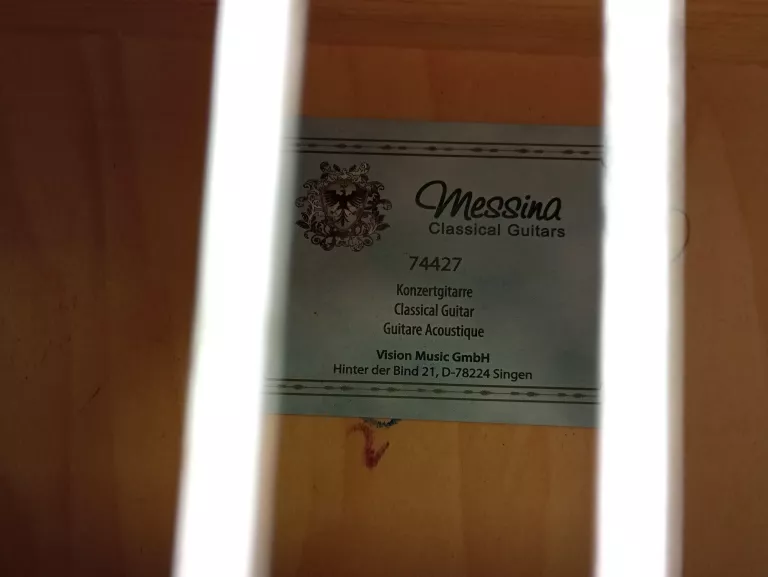 Messina
Classical Guitars
74427
Konzertgitarre
Classical Guitar
Guitare Acoustique
Vision Music GmbH
Hinter der Bind 21, D-78224 Singen